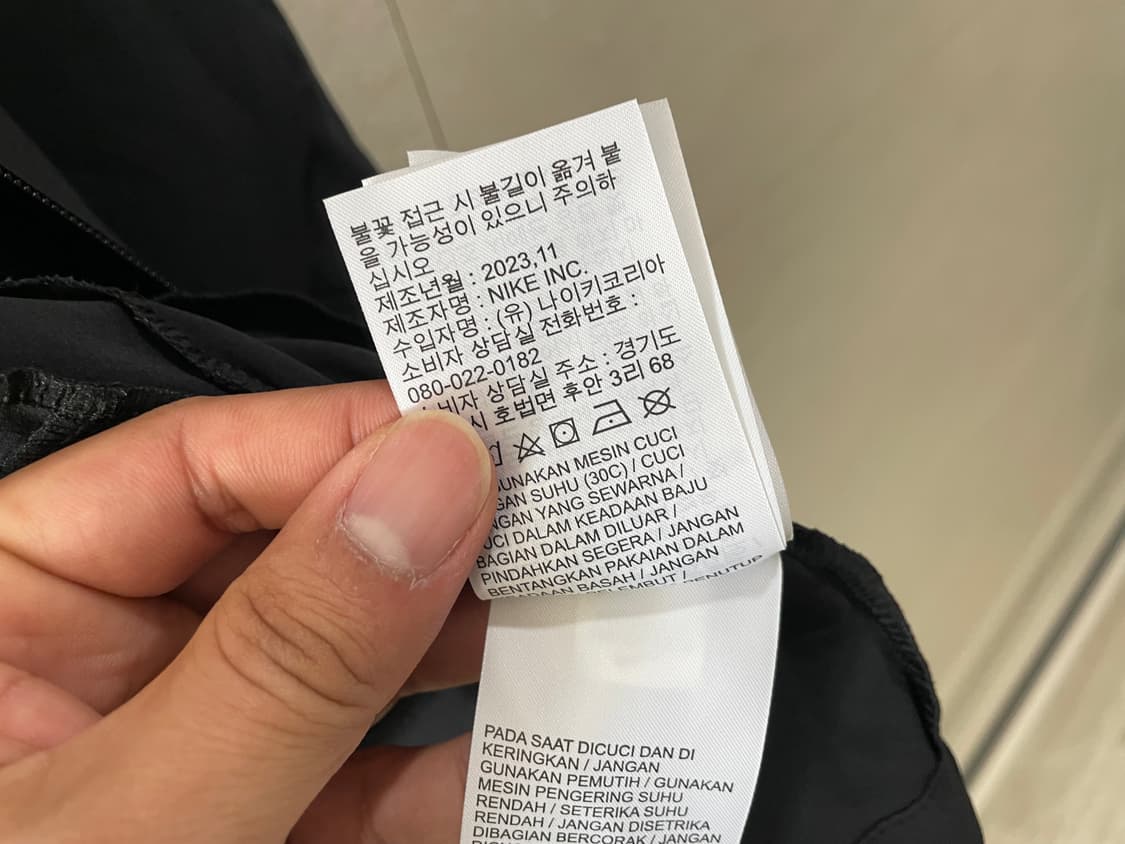 불꽃 접근 시 불길이 옮겨 붙
을 가능성이 있으니 주의하
십시오
제조년월 : 2023,11
제조자명 : NIKE INC.
수입자명 : (유) 나이키코리아
소비자 상담실 전화번호 :
080-022-0182
비자 상담실 주소 : 경기도
시 호법면 후안 3리 68
GUNAKAN MESIN CUCI
GAN SUHU (30C) / CUCI
NGAN YANG SEWARNA /
UCI DALAM KEADAAN BAJU
BAGIAN DALAM DILUAR /
PINDAHKAN SEGERA / JANGAN
BENTANGKAN PAKAIAN DALAM
BASAH / JANGAN
PADA SAAT DICUCI DAN DI
KERINGKAN / JANGAN
GUNAKAN PEMUTIH / GUNAKAN
MESIN PENGERING SUHU
RENDAH / SETERIKA SUHU
RENDAH / JANGAN DISETRIKA
DIBAGIAN BERCORAK / JANGAN